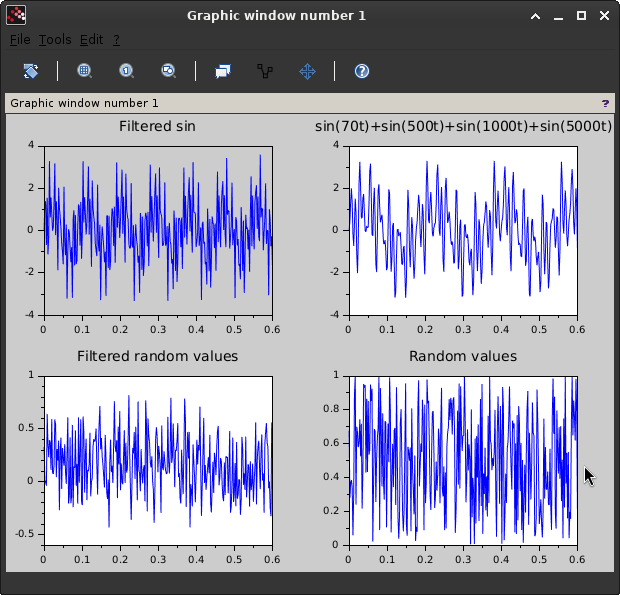 Graphic window number 1
File Tools Edit ?
Graphic window number 1 ?
Filtered sin
4
2
0
-2
-4
0 0.1 0.2 0.3 0.4 0.5 0.6
sin(70t)+sin(500t)+sin(1000t)+sin(5000t)
4
2
0
-2
-4
0 0.1 0.2 0.3 0.4 0.5 0.6
Filtered random values
1
0.5
0
-0.5
0 0.1 0.2 0.3 0.4 0.5 0.6
Random values
1
0.8
0.6
0.4
0.2
0
0 0.1 0.2 0.3 0.4 0.5 0.6